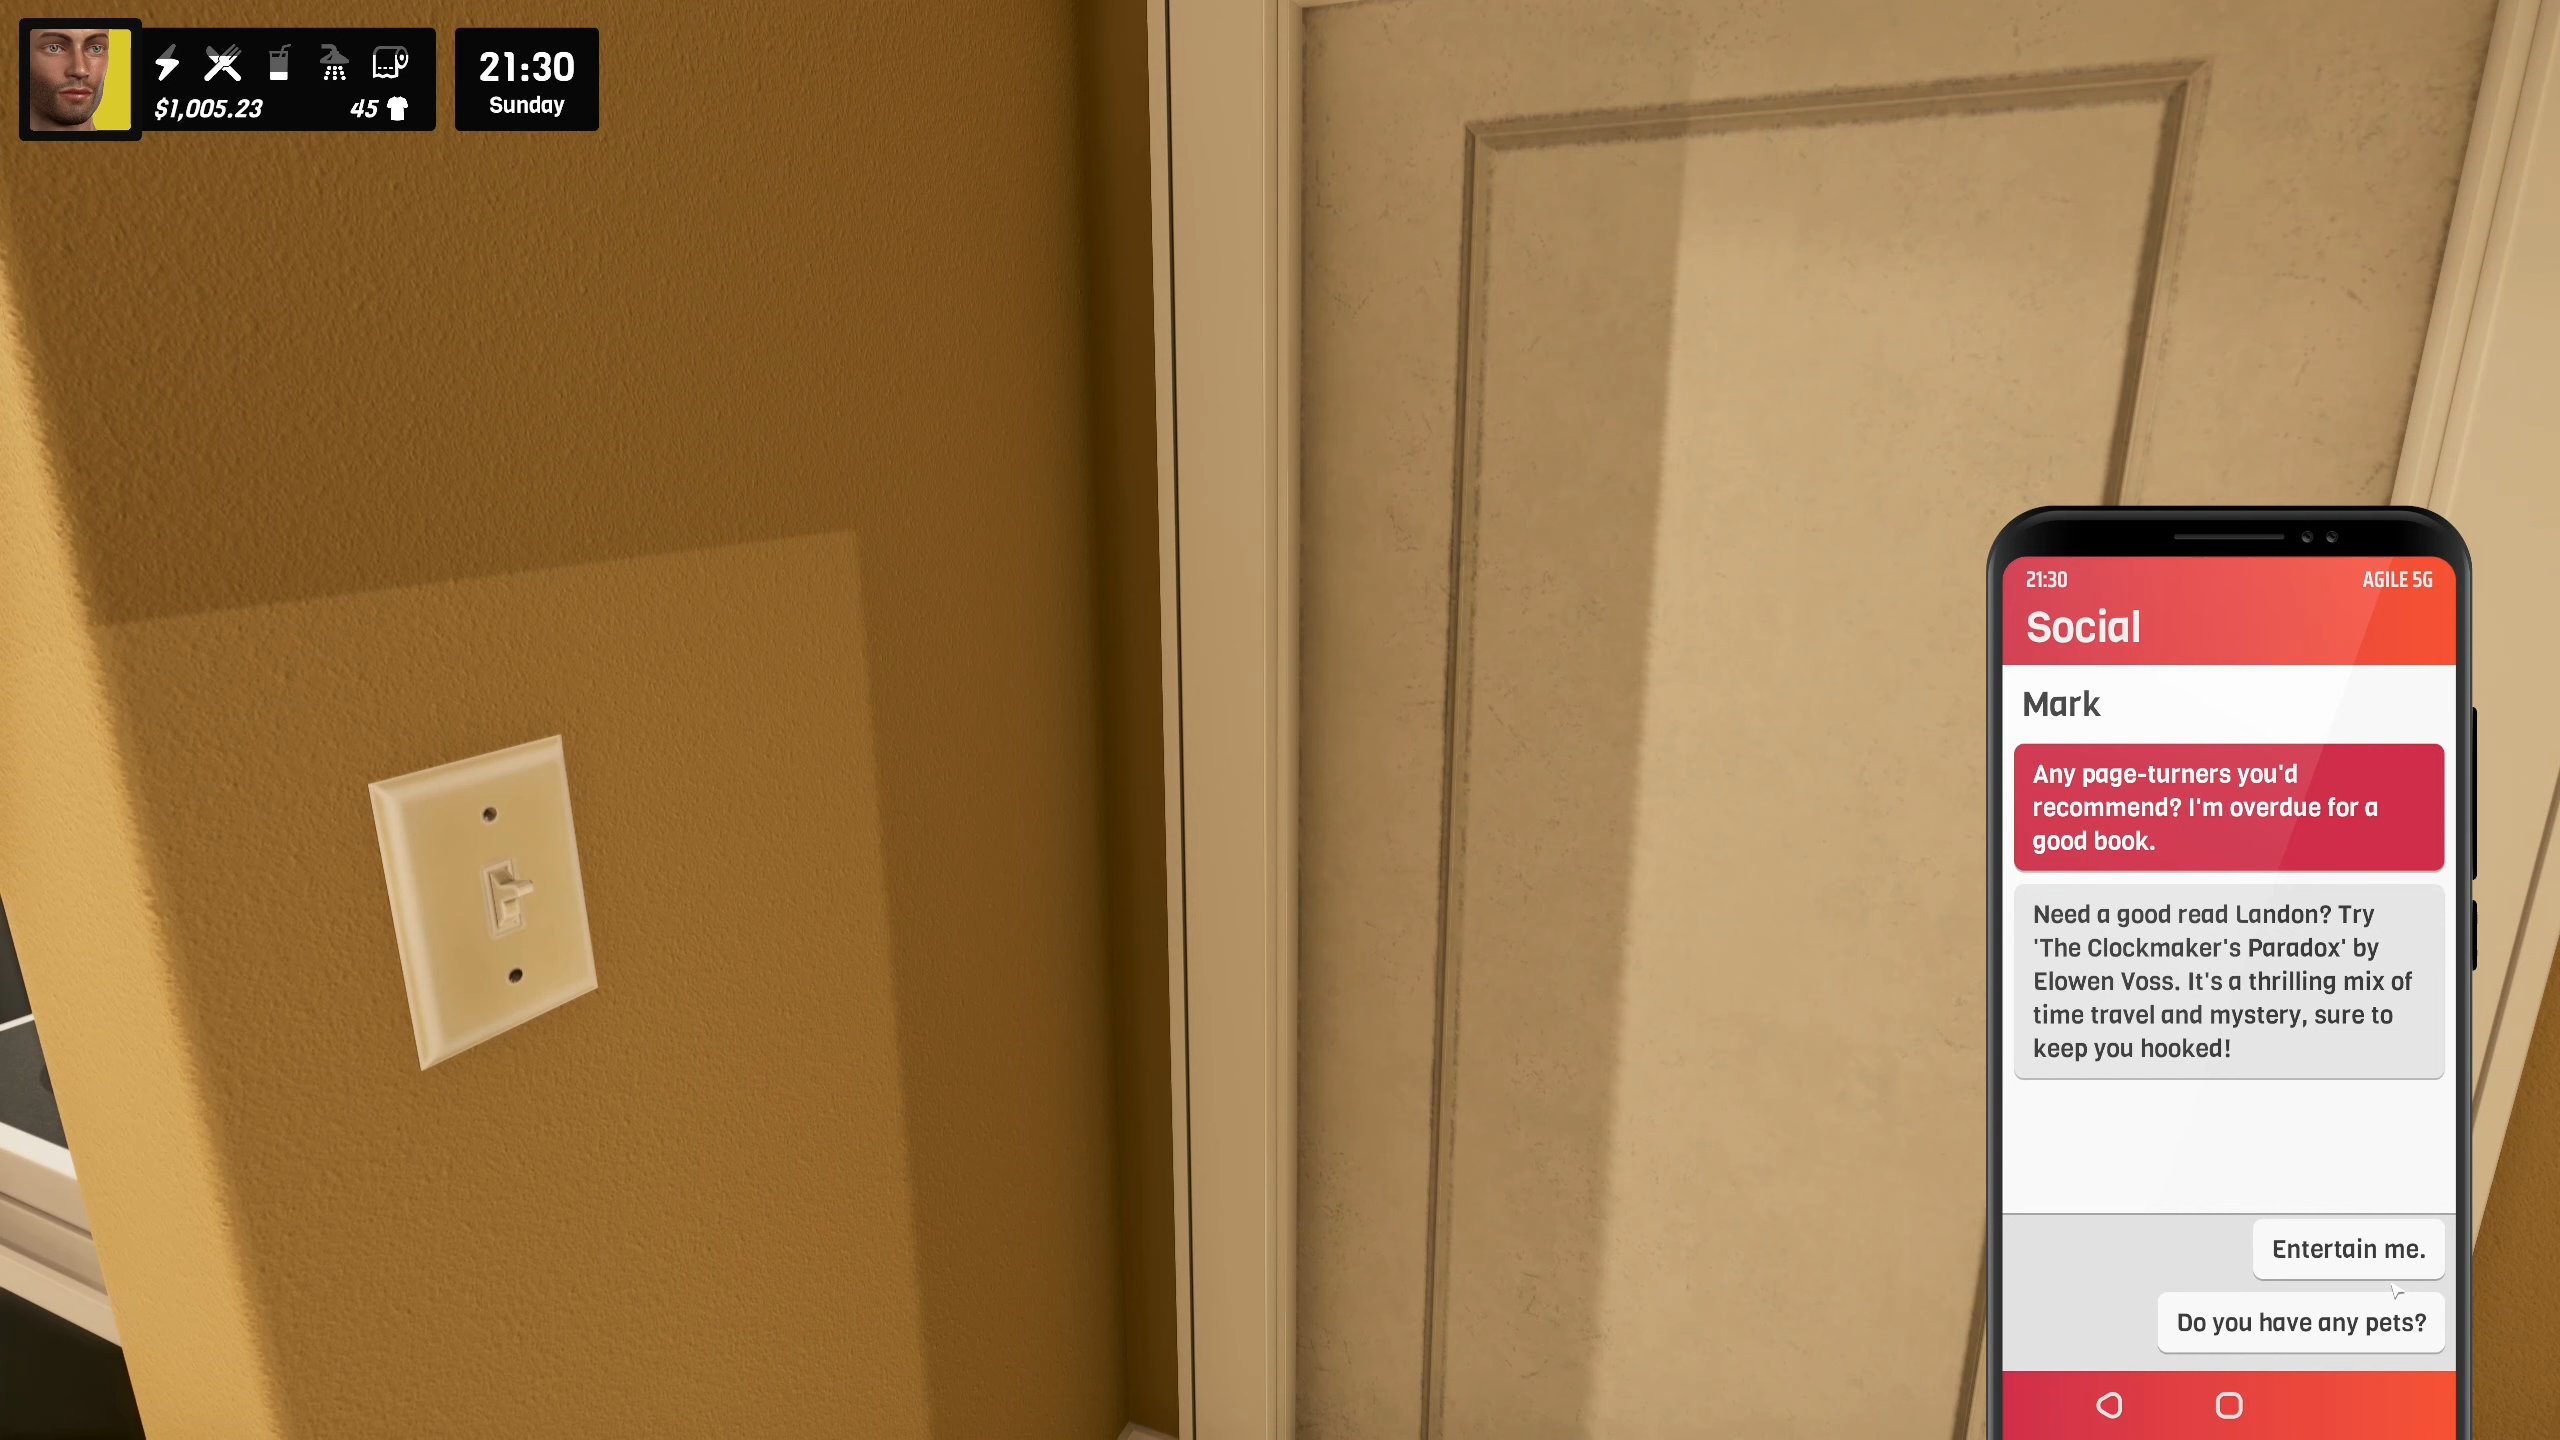 $1,005.23
45
21:30
Sunday
21:30
AGILE 5G
Social
Mark
Any page-turners you'd
recommend? I'm overdue for a
good book.
Need a good read Landon? Try
'The Clockmaker's Paradox' by
Elowen Voss. It's a thrilling mix of
time travel and mystery, sure to
keep you hooked!
Entertain me.
Do you have any pets?